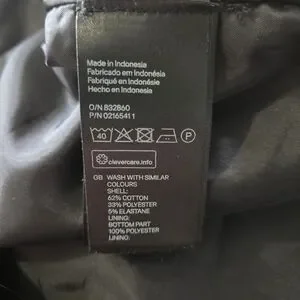 Made in Indonesia
Fabricado em Indonésia
Fabriqué en Indonésie
Hecho en Indonesia
O/N 832860
P/N 02165411
40 P
clevercare.info
GB WASH WITH SIMILAR
COLOURS
SHELL:
62% COTTON
33% POLYESTER
5% ELASTANE
LINING:
BOTTOM PART
100% POLYESTER
LINING: